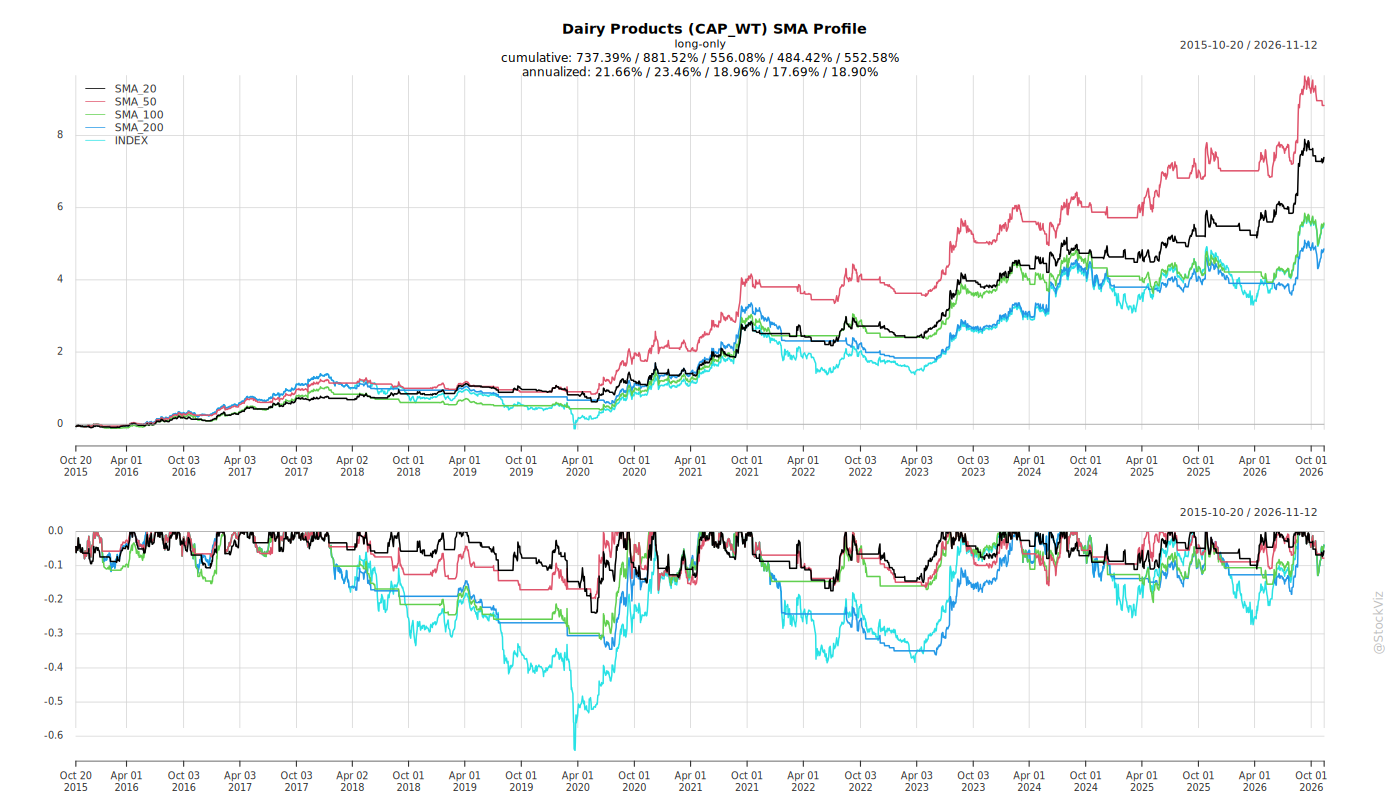 Dairy Products (CAP_WT) SMA Profile
long-only
2015-10-20 / 2026-11-12
cumulative: 737.39% / 881.52% / 556.08% / 484.42% / 552.58%
annualized: 21.66% / 23.46% / 18.96% / 17.69% / 18.90%
SMA_20
SMA_50
SMA_100
SMA_200
INDEX
8
6
4
2
0
Oct 20 Apr 01 Oct 03 Apr 03 Oct 03 Apr 02 Oct 01 Apr 01 Oct 01 Apr 01 Oct 01 Apr 01 Oct 01 Apr 01 Oct 03 Apr 03 Oct 03 Apr 01 Oct 01 Apr 01 Oct 01 Apr 01 Oct 01
2015 2016 2016 2017 2017 2018 2018 2019 2019 2020 2020 2021 2021 2022 2022 2023 2023 2024 2024 2025 2025 2026 2026
2015-10-20 / 2026-11-12
0.0
-0.1
-0.2
-0.3
-0.4
-0.5
-0.6
Oct 20 Apr 01 Oct 03 Apr 03 Oct 03 Apr 02 Oct 01 Apr 01 Oct 01 Apr 01 Oct 01 Apr 01 Oct 01 Apr 01 Oct 03 Apr 03 Oct 03 Apr 01 Oct 01 Apr 01 Oct 01 Apr 01 Oct 01
2015 2016 2016 2017 2017 2018 2018 2019 2019 2020 2020 2021 2021 2022 2022 2023 2023 2024 2024 2025 2025 2026 2026
@StockViz